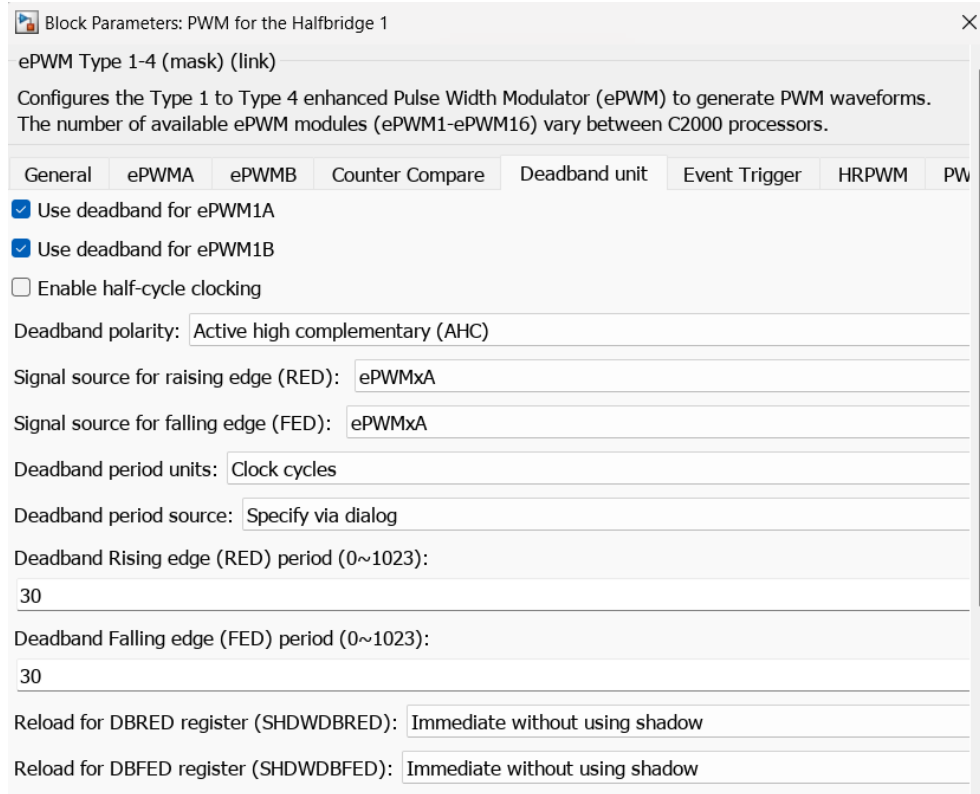 Block Parameters: PWM for the Halfbridge 1
ePWM Type 1-4 (mask) (link)
Configures the Type 1 to Type 4 enhanced Pulse Width Modulator (ePWM) to generate PWM waveforms.
The number of available ePWM modules (ePWM1-ePWM16) vary between C2000 processors.
General ePWMA ePWMB Counter Compare Deadband unit Event Trigger HRPWM PW
Use deadband for ePWM1A
Use deadband for ePWM1B
Enable half-cycle clocking
Deadband polarity: Active high complementary (AHC)
Signal source for raising edge (RED): ePWMxA
Signal source for falling edge (FED): ePWMxA
Deadband period units: Clock cycles
Deadband period source: Specify via dialog
Deadband Rising edge (RED) period (0~1023):
30
Deadband Falling edge (FED) period (0~1023):
30
Reload for DBRED register (SHDWDBRED): Immediate without using shadow
Reload for DBFED register (SHDWDBFED): Immediate without using shadow